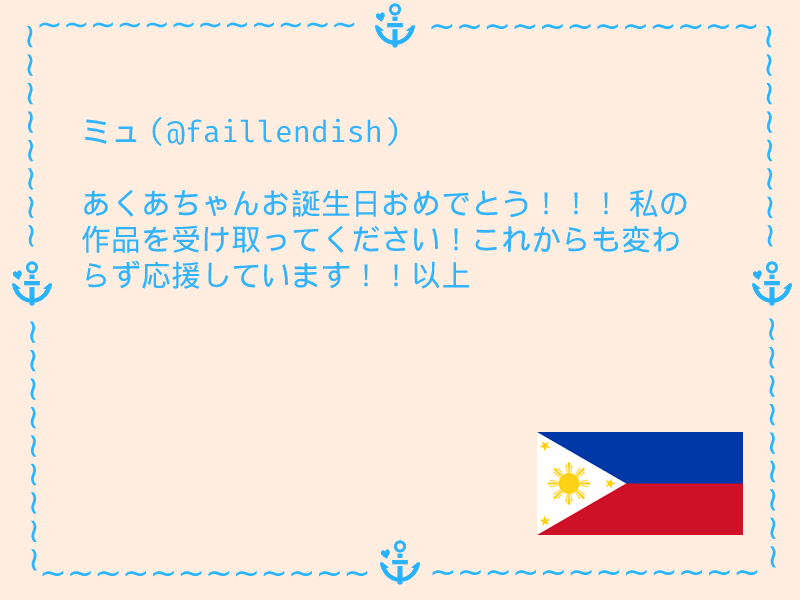 ミュ (@faillendish)
あくあちゃんお誕生日おめでとう！！！ 私の
作品を受け取ってください！これからも変わ
らず応援しています！！以上